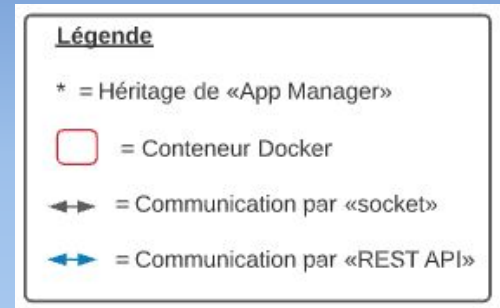 Légende
* = Héritage de «App Manager»
= Conteneur Docker
= Communication par «socket»
= Communication par «REST API»